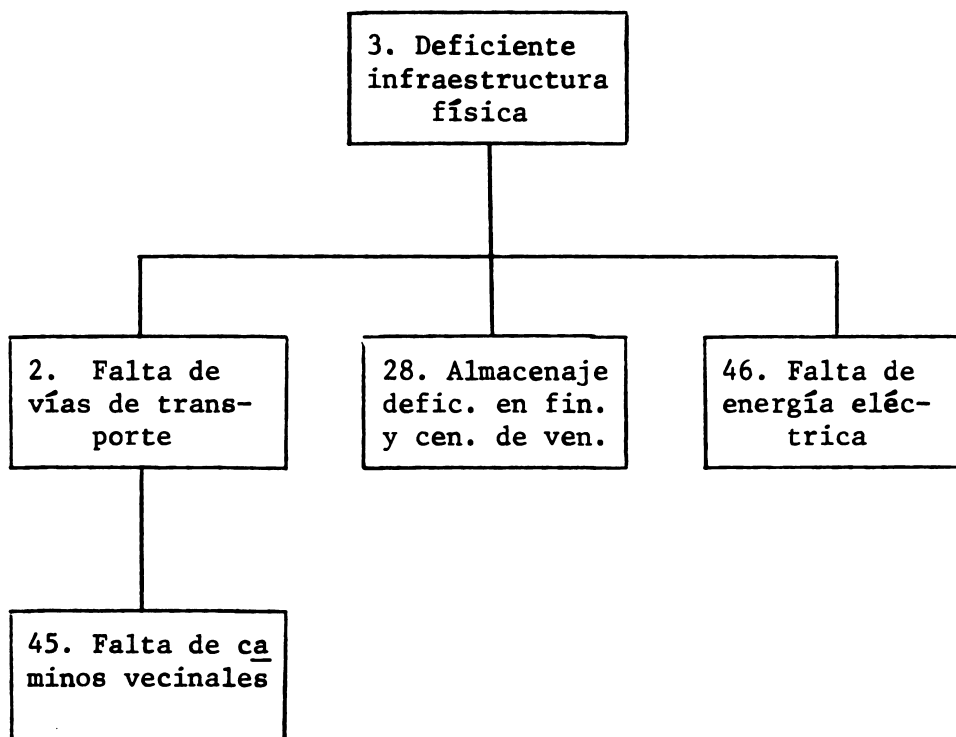 3. Deficiente
infraestructura
física
2. Falta de
vías de trans-
porte
28. Almacenaje
defic. en fin.
y cen. de ven.
46. Falta de
energía eléc-
trica
45. Falta de ca
minos vecinales